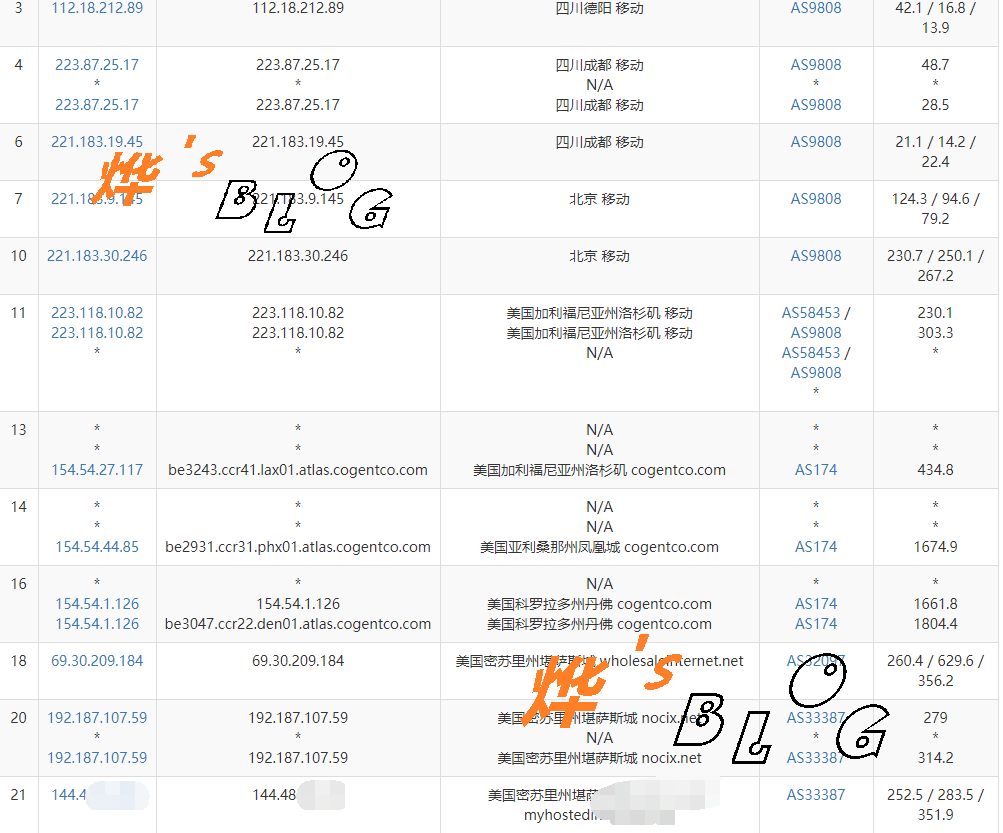 3 112.18.212.89 112.18.212.89 四川德阳 移动 AS9808 42.1 / 16.8 /
13.9
4 223.87.25.17 223.87.25.17 四川成都 移动 AS9808 48.7
* * N/A * *
223.87.25.17 223.87.25.17 四川成都 移动 AS9808 28.5
6 221.183.19.45 221.183.19.45 四川成都 移动 AS9808 21.1 / 14.2 /
22.4
烨's BLOG
7 221.183.9.145 221.183.9.145 北京 移动 AS9808 124.3 / 94.6 /
79.2
10 221.183.30.246 221.183.30.246 北京 移动 AS9808 230.7 / 250.1 /
267.2
11 223.118.10.82 223.118.10.82 美国加利福尼亚州洛杉矶 移动 AS58453 / 230.1
223.118.10.82 223.118.10.82 美国加利福尼亚州洛杉矶 移动 AS9808 303.3
* * N/A AS58453 / *
AS9808
*
13 * * N/A * *
* * N/A * *
154.54.27.117 be3243.ccr41.lax01.atlas.cogentco.com 美国加利福尼亚州洛杉矶 cogentco.com AS174 434.8
14 * * N/A * *
* * N/A * *
154.54.44.85 be2931.ccr31.phx01.atlas.cogentco.com 美国亚利桑那州凤凰城 cogentco.com AS174 1674.9
16 * * N/A * *
154.54.1.126 154.54.1.126 美国科罗拉多州丹佛 cogentco.com AS174 1661.8
154.54.1.126 be3047.ccr22.den01.atlas.cogentco.com 美国科罗拉多州丹佛 cogentco.com AS174 1804.4
18 69.30.209.184 69.30.209.184 美国密苏里州堪萨斯城 wholesaleinternet.net AS32097 260.4 / 629.6 /
356.2
烨's BLOG
20 192.187.107.59 192.187.107.59 美国密苏里州堪萨斯城 nocix.net AS33387 279
* * N/A * *
192.187.107.59 192.187.107.59 美国密苏里州堪萨斯城 nocix.net AS33387 314.2
21 144.4 144.48 美国密苏里州堪萨 AS33387 252.5 / 283.5 /
351.9